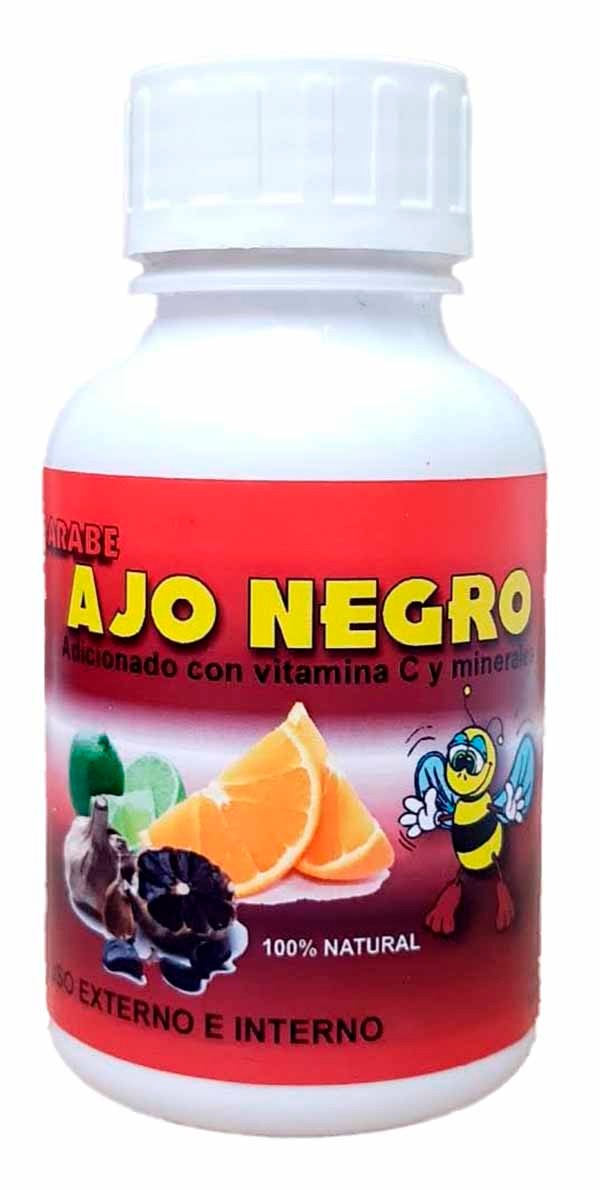 JARABE
AJO NEGRO
Adicionado con vitamina C y minerales
100% NATURAL
USO EXTERNO E INTERNO